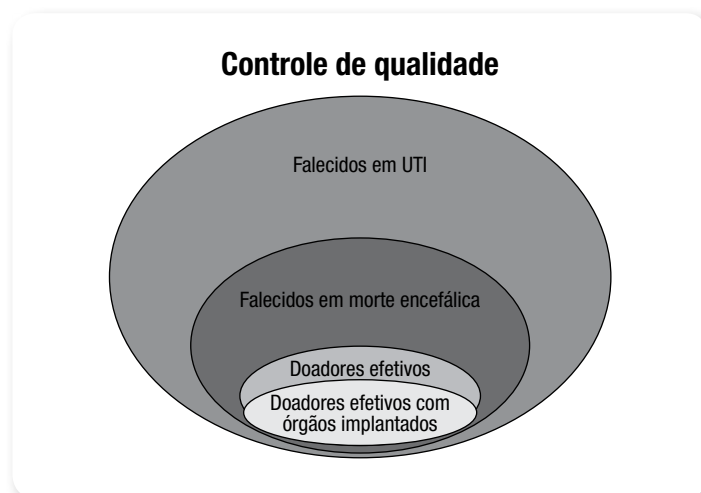 Controle de qualidade
Falecidos em UTI
Falecidos em morte encefálica
Doadores efetivos
Doadores efetivos com
órgãos implantados